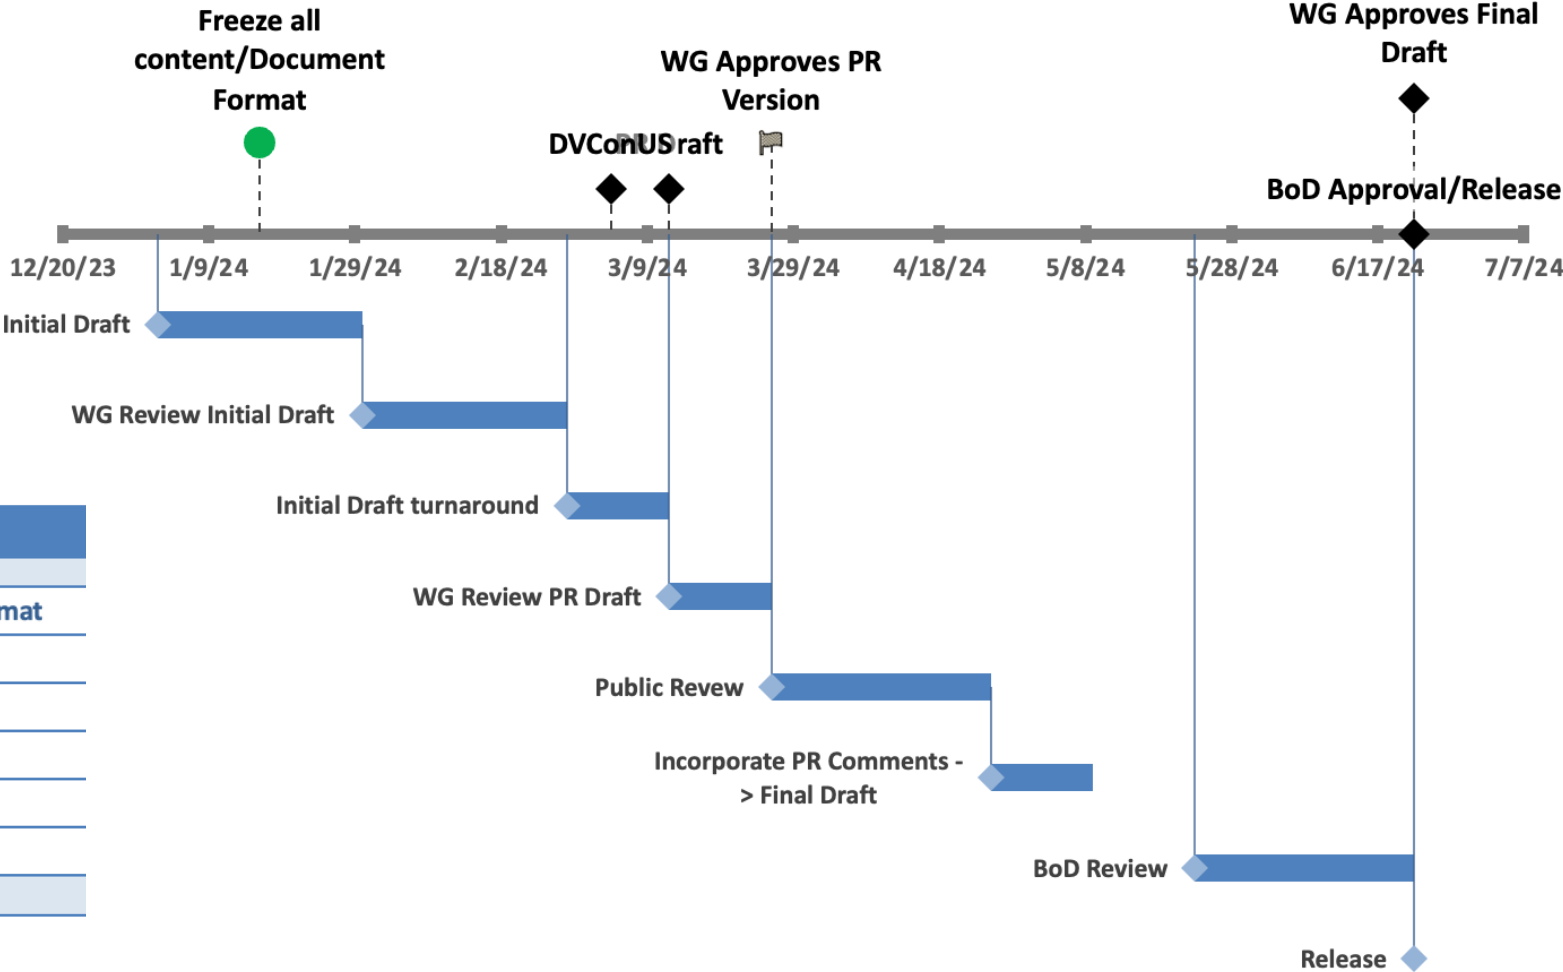 Freeze all
content/Document
Format
WG Approves PR
Version
WG Approves Final
Draft
DVConUS
PR Draft
BoD Approval/Release
12/20/23
1/9/24
1/29/24
2/18/24
3/9/24
3/29/24
4/18/24
5/8/24
5/28/24
6/17/24
7/7/24
Initial Draft
WG Review Initial Draft
Initial Draft turnaround
mat
WG Review PR Draft
Public Revew
Incorporate PR Comments -
> Final Draft
BoD Review
Release